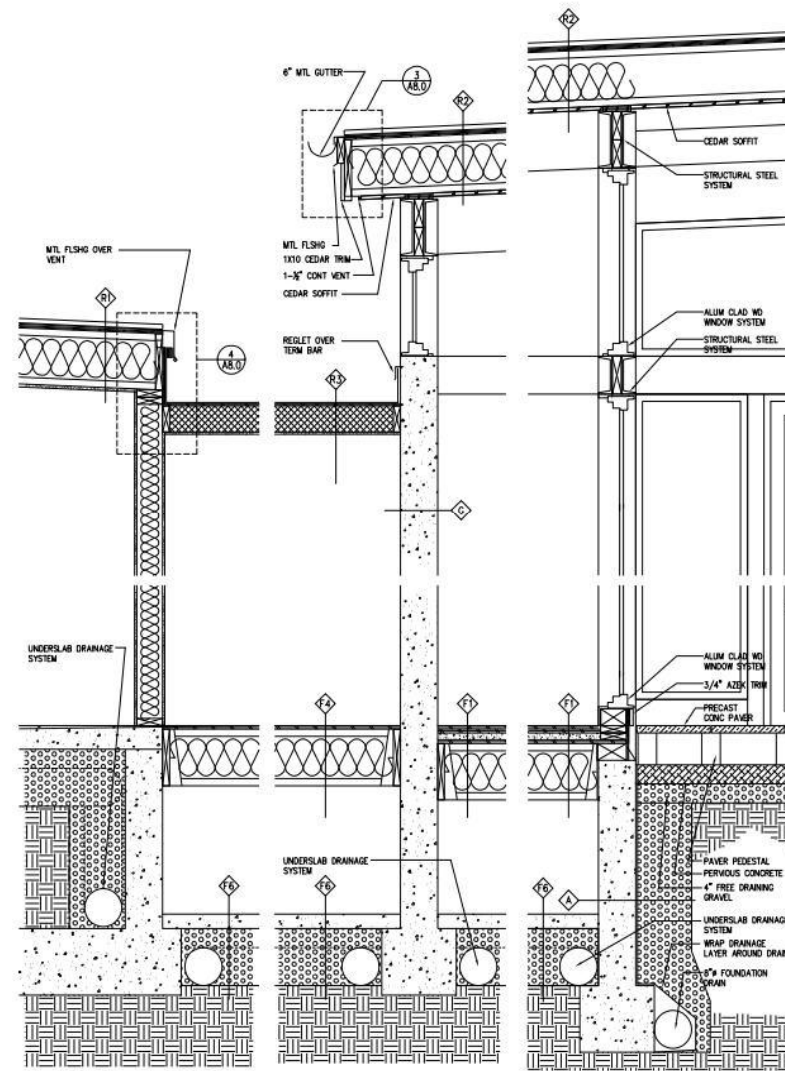 R2
6" MTL GUTTER
3
A8.0
R2
CEDAR SOFFIT
STRUCTURAL STEEL
SYSTEM
MTL FLSHG OVER
VENT
MTL FLSHG
1X10 CEDAR TRIM
1-½" CONT VENT
CEDAR SOFFIT
R1
4
A8.0
REGLET OVER
TERM BAR
R3
ALUM CLAD WD
WINDOW SYSTEM
STRUCTURAL STEEL
SYSTEM
G
UNDERSLAB DRAINAGE
SYSTEM
ALUM CLAD WD
WINDOW SYSTEM
3/4" AZEK TRIM
F4
F1
F1
PRECAST
CONC PAVER
UNDERSLAB DRAINAGE
SYSTEM
PAVER PEDESTAL
PERVIOUS CONCRETE
4" FREE DRAINING
GRAVEL
F6
F6
F6
A
UNDERSLAB DRAINAGE
SYSTEM
WRAP DRAINAGE
LAYER AROUND DRAIN
8"ø FOUNDATION
DRAIN